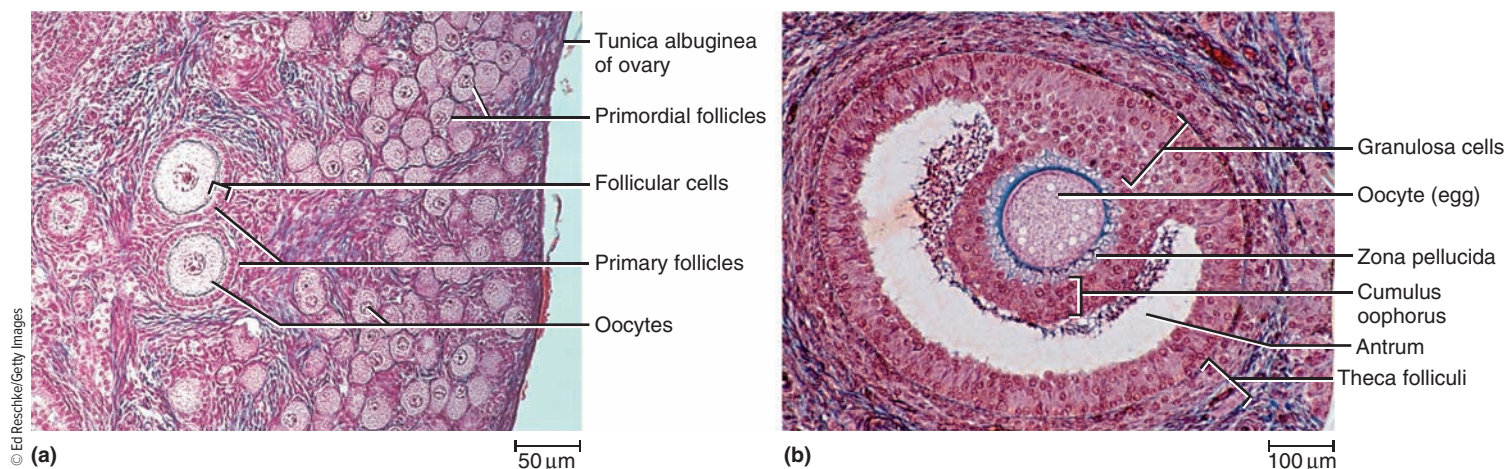 Tunica albuginea
of ovary
Primordial follicles
Follicular cells
Primary follicles
Oocytes
© Ed Reschke/Getty Images
(a)
50 μm
Granulosa cells
Oocyte (egg)
Zona pellucida
Cumulus
oophorus
Antrum
Theca folliculi
(b)
100 μm